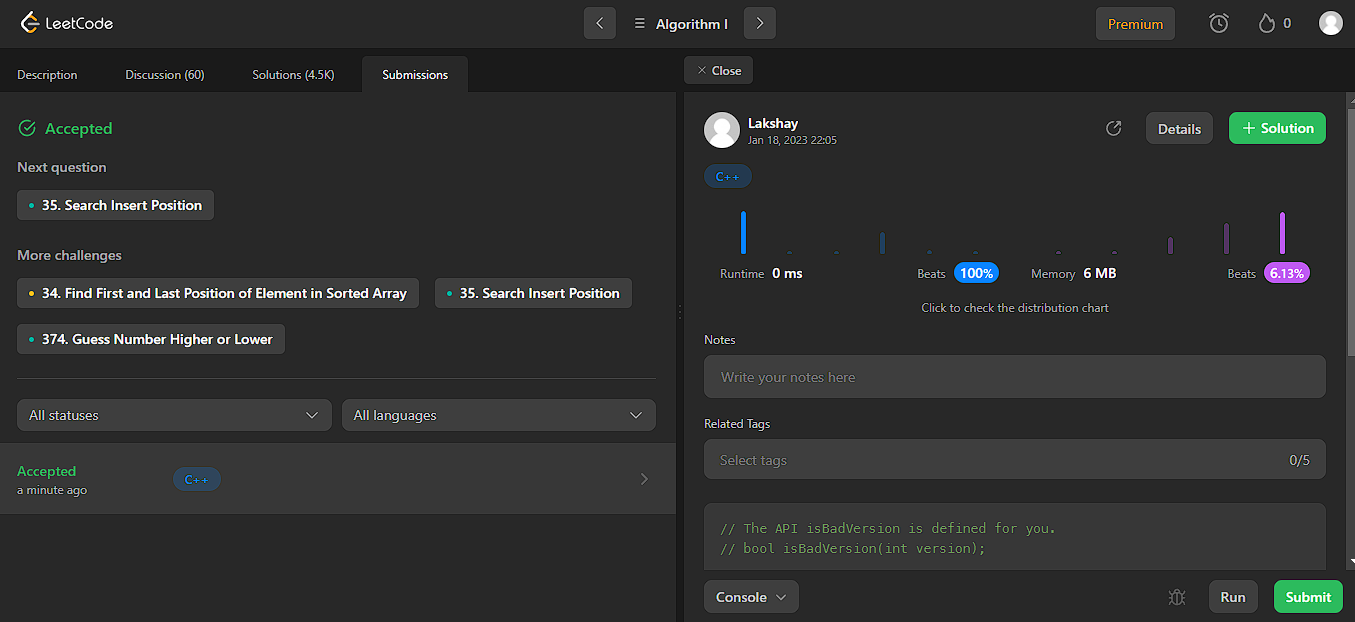 LeetCode
Algorithm I
Premium
0
Description
Discussion (60)
Solutions (4.5K)
Submissions
Close
Accepted
Next question
35. Search Insert Position
More challenges
34. Find First and Last Position of Element in Sorted Array
35. Search Insert Position
374. Guess Number Higher or Lower
All statuses
All languages
Accepted
a minute ago
C++
Lakshay
Jan 18, 2023 22:05
Details
+ Solution
C++
Runtime 0 ms
Beats 100%
Memory 6 MB
Beats 6.13%
Click to check the distribution chart
Notes
Write your notes here
Related Tags
Select tags
0/5
// The API isBadVersion is defined for you.
// bool isBadVersion(int version);
Console
Run
Submit